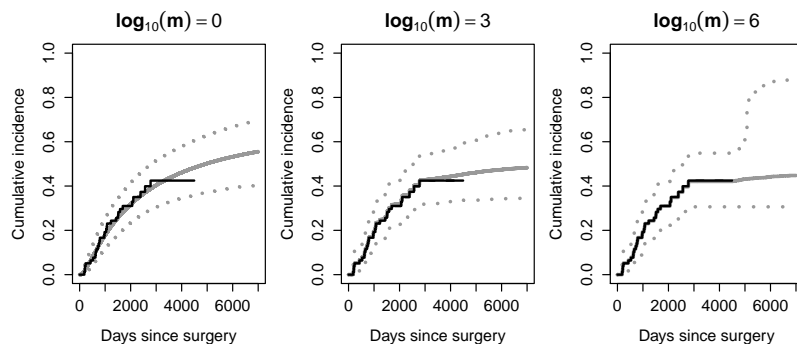 log10(m) = 0
log10(m) = 3
log10(m) = 6
Cumulative incidence
0.0 0.2 0.4 0.6 0.8 1.0
0 2000 4000 6000
Days since surgery
Cumulative incidence
0.0 0.2 0.4 0.6 0.8 1.0
0 2000 4000 6000
Days since surgery
Cumulative incidence
0.0 0.2 0.4 0.6 0.8 1.0
0 2000 4000 6000
Days since surgery